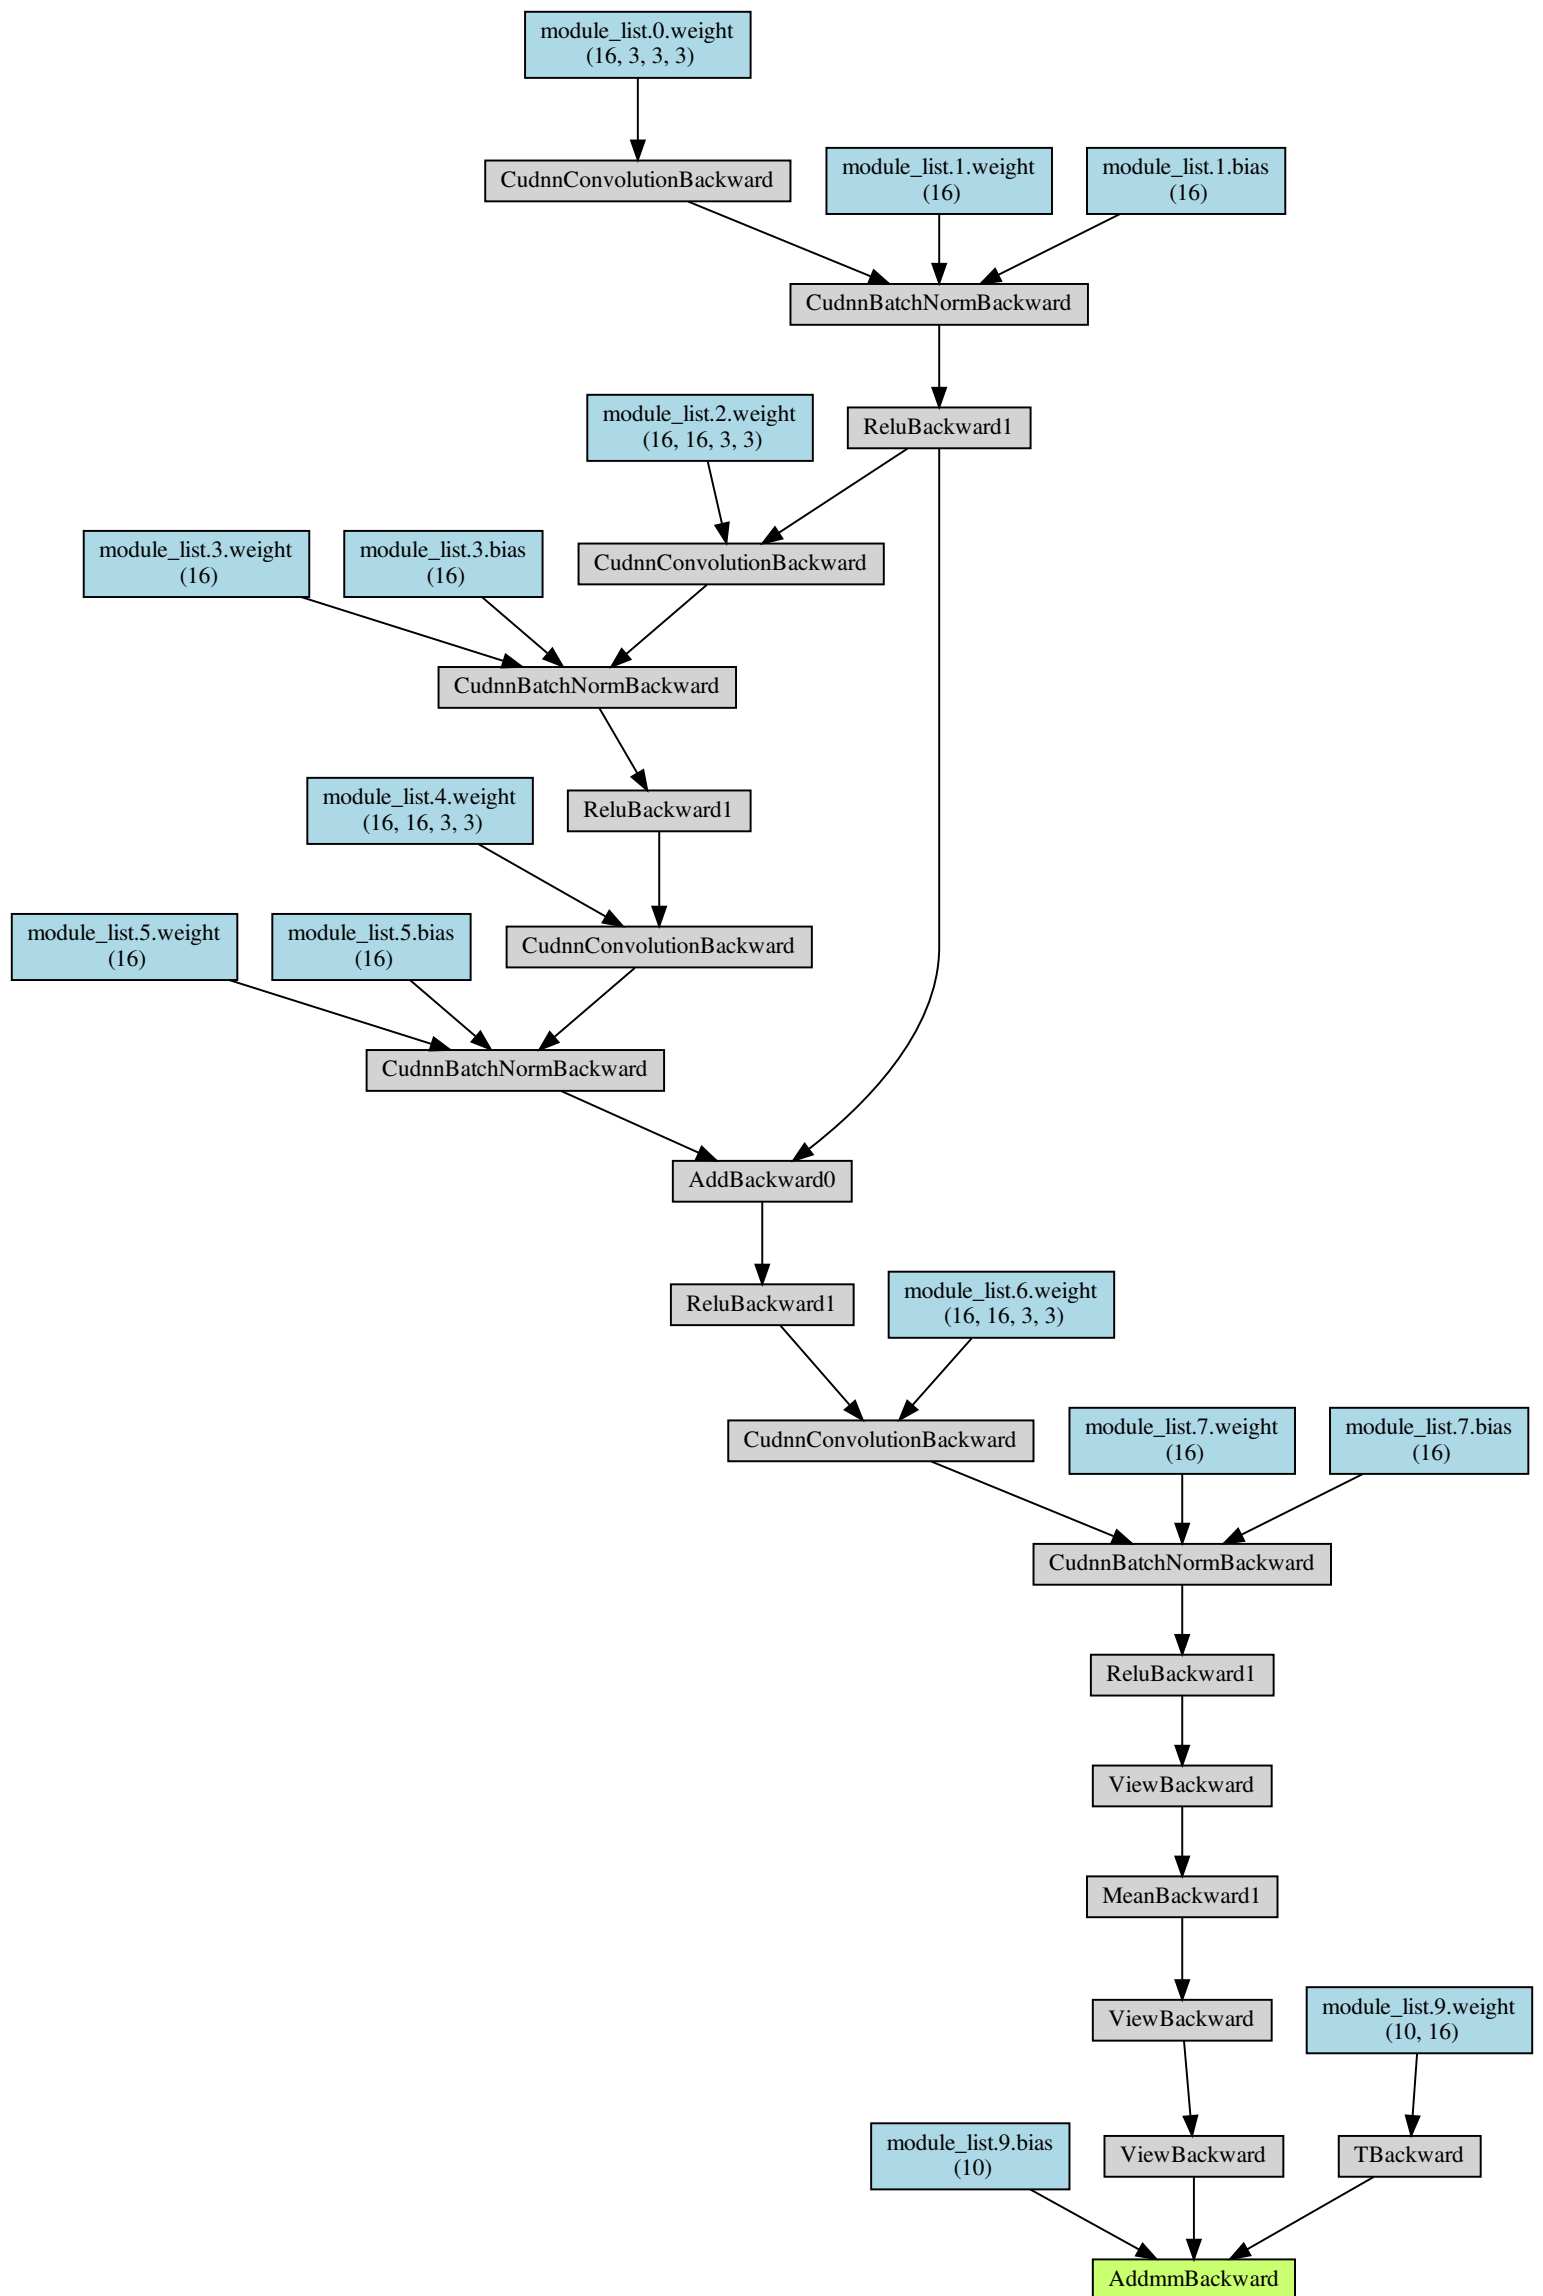 module_list.0.weight
(16, 3, 3, 3)
CudnnConvolutionBackward
module_list.1.weight
(16)
module_list.1.bias
(16)
CudnnBatchNormBackward
module_list.2.weight
(16, 16, 3, 3)
ReluBackward1
module_list.3.weight
(16)
module_list.3.bias
(16)
CudnnConvolutionBackward
CudnnBatchNormBackward
module_list.4.weight
(16, 16, 3, 3)
ReluBackward1
module_list.5.weight
(16)
module_list.5.bias
(16)
CudnnConvolutionBackward
CudnnBatchNormBackward
AddBackward0
ReluBackward1
module_list.6.weight
(16, 16, 3, 3)
CudnnConvolutionBackward
module_list.7.weight
(16)
module_list.7.bias
(16)
CudnnBatchNormBackward
ReluBackward1
ViewBackward
MeanBackward1
ViewBackward
module_list.9.weight
(10, 16)
module_list.9.bias
(10)
ViewBackward
TBackward
AddmmBackward